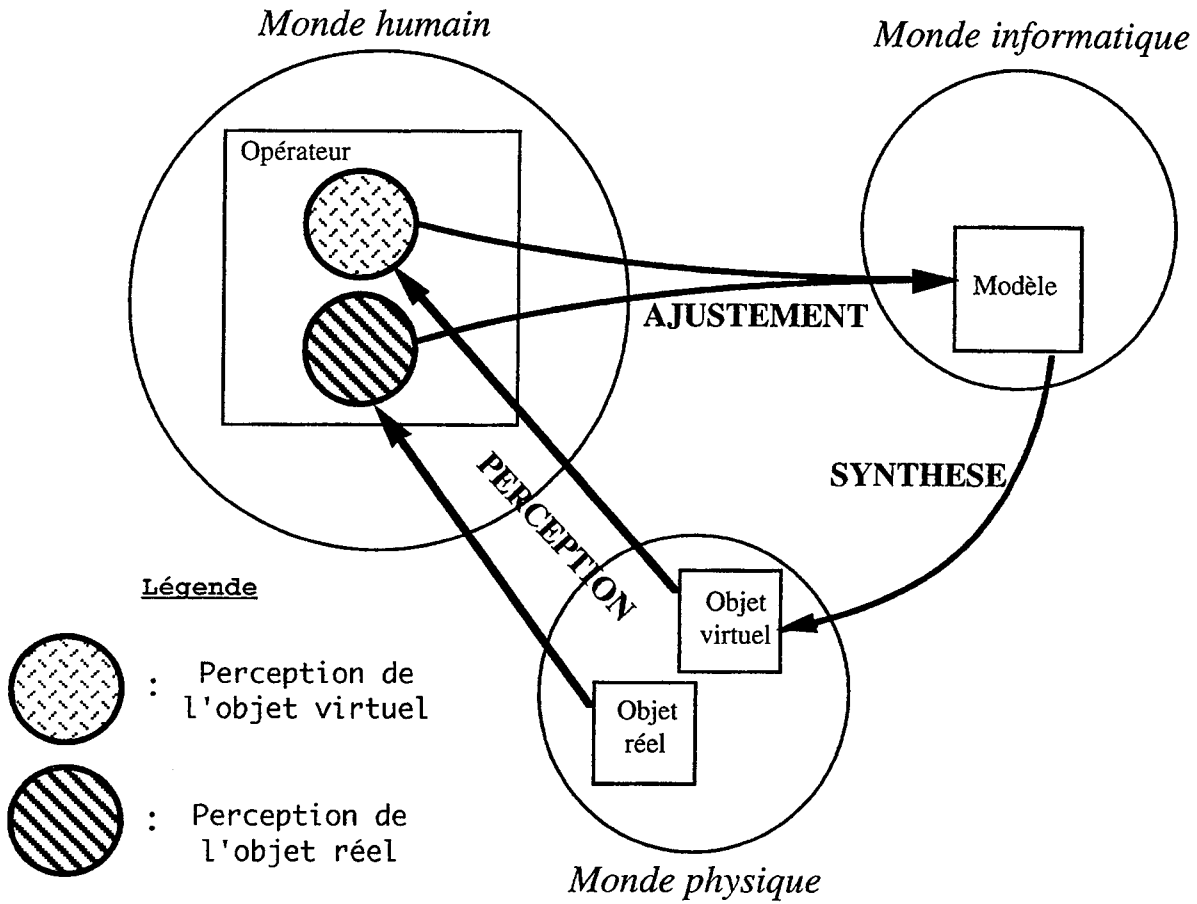 Monde humain
Monde informatique
Opérateur
Modèle
AJUSTEMENT
SYNTHESE
PERCEPTION
Légende
Objet
virtuel
: Perception de
l'objet virtuel
Objet
réel
: Perception de
l'objet réel
Monde physique